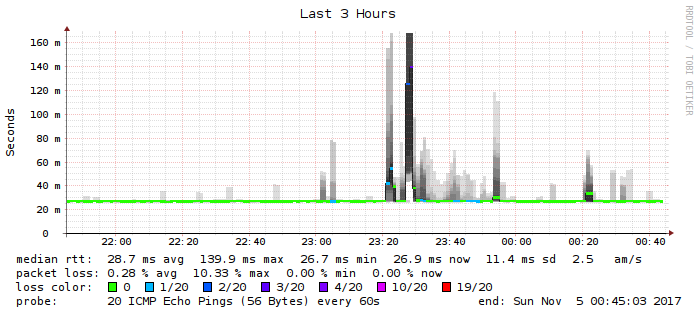 Last 3 Hours
RRDTOOL / TOBI OETIKER
Seconds
160 m
140 m
120 m
100 m
80 m
60 m
40 m
20 m
0
22:00 22:20 22:40 23:00 23:20 23:40 00:00 00:20 00:40
median rtt: 28.7 ms avg 139.9 ms max 26.7 ms min 26.9 ms now 11.4 ms sd 2.5 am/s
packet loss: 0.28 % avg 10.33 % max 0.00 % min 0.00 % now
loss color: 0 1/20 2/20 3/20 4/20 10/20 19/20
probe: 20 ICMP Echo Pings (56 Bytes) every 60s end: Sun Nov 5 00:45:03 2017